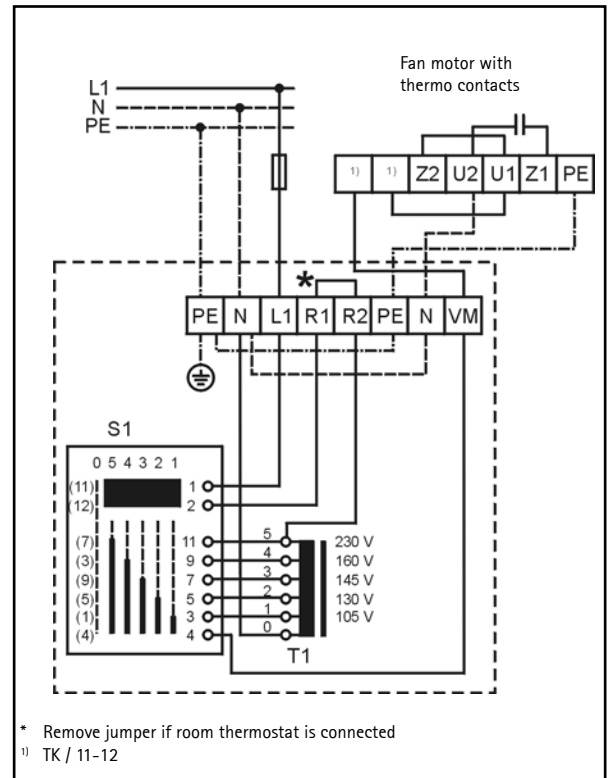 Fan motor with
thermo contacts
L1
N
PE
1) 1) Z2 U2 U1 Z1 PE
*
PE N L1 R1 R2 PE N VM
S1
0 5 4 3 2 1
(11) 1
(12) 2
(7) 11 5 230 V
(3) 9 4 160 V
(9) 7 3 145 V
(5) 5 2 130 V
(1) 3 1 105 V
(4) 4 0
T1
* Remove jumper if room thermostat is connected
1) TK / 11-12